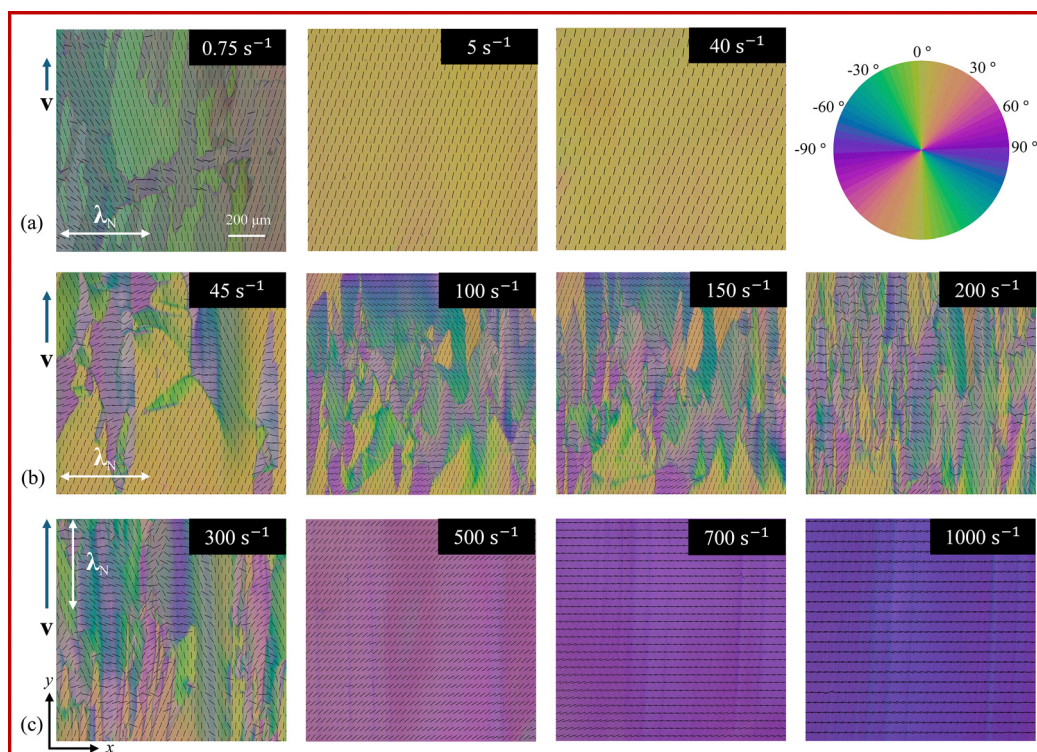 0.75 s⁻¹
5 s⁻¹
40 s⁻¹
0 °
-30 °
30 °
-60 °
60 °
-90 °
90 °
v
λN
200 μm
(a)
45 s⁻¹
100 s⁻¹
150 s⁻¹
200 s⁻¹
v
λN
(b)
300 s⁻¹
500 s⁻¹
700 s⁻¹
1000 s⁻¹
λN
v
y
(c)
x